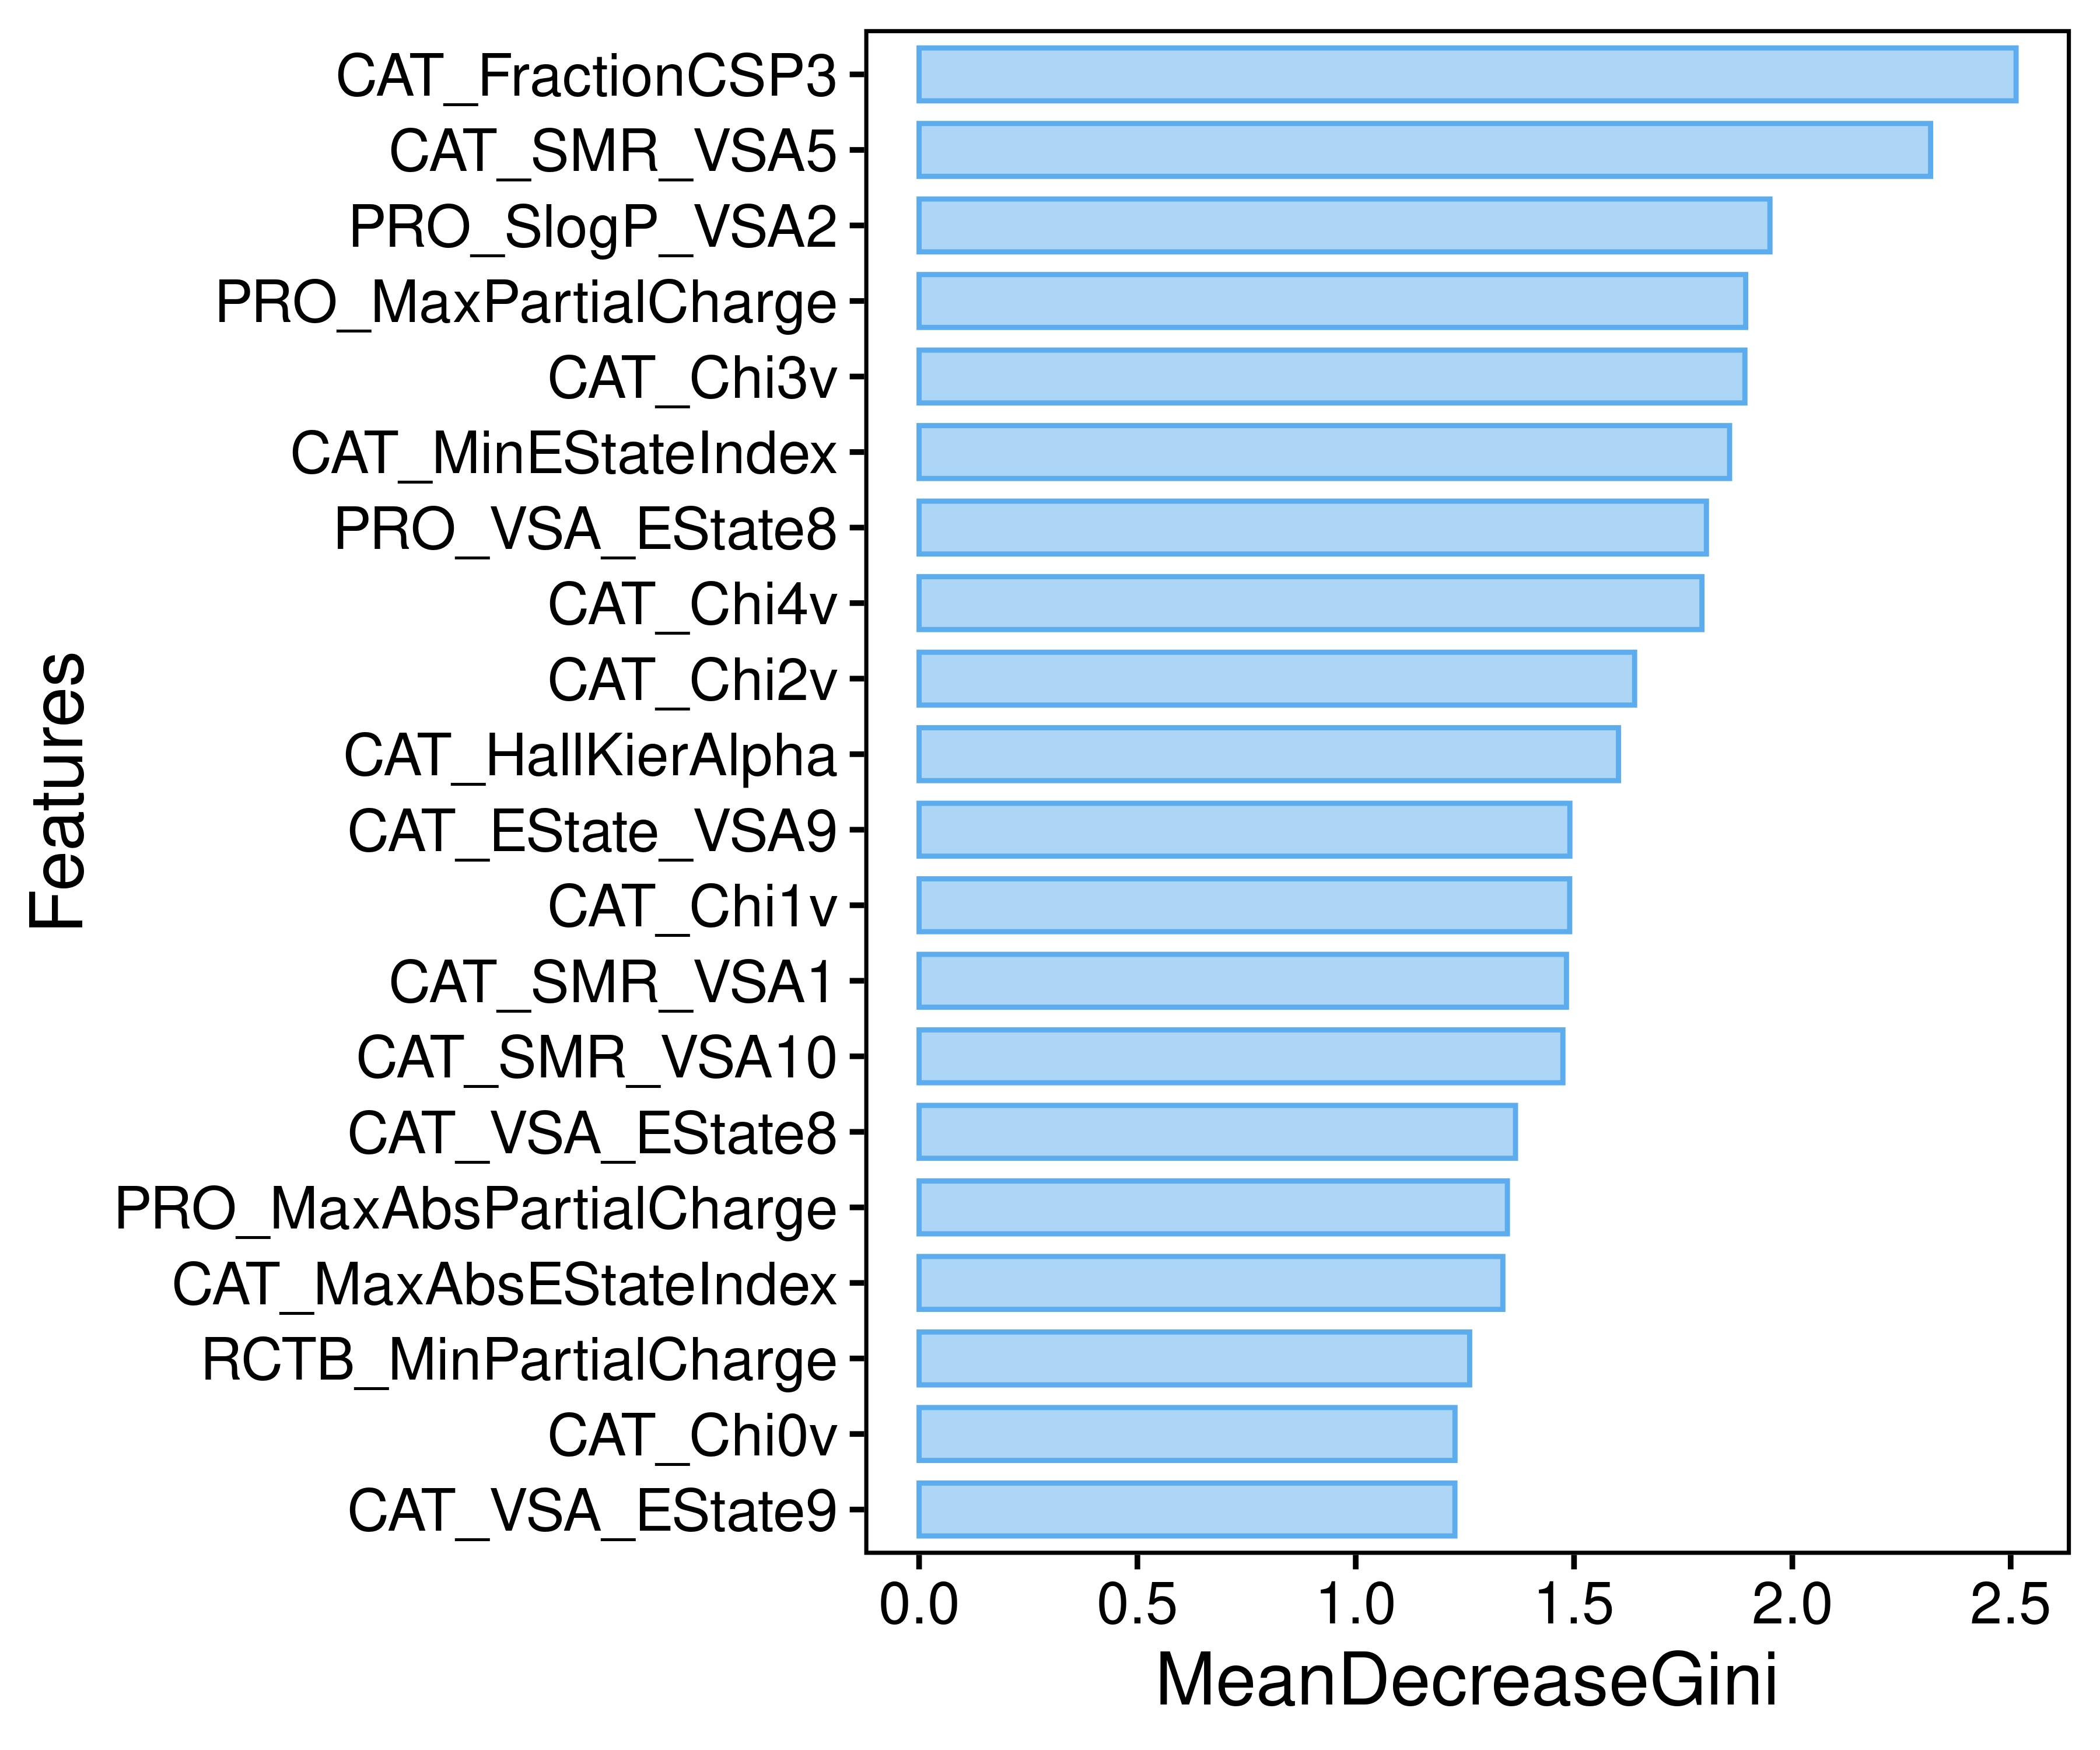 CAT_FractionCSP3
CAT_SMR_VSA5
PRO_SlogP_VSA2
PRO_MaxPartialCharge
CAT_Chi3v
CAT_MinEStateIndex
PRO_VSA_EState8
CAT_Chi4v
CAT_Chi2v
CAT_HallKierAlpha
CAT_EState_VSA9
CAT_Chi1v
CAT_SMR_VSA1
CAT_SMR_VSA10
CAT_VSA_EState8
PRO_MaxAbsPartialCharge
CAT_MaxAbsEStateIndex
RCTB_MinPartialCharge
CAT_Chi0v
CAT_VSA_EState9
Features
0.0 0.5 1.0 1.5 2.0 2.5
MeanDecreaseGini